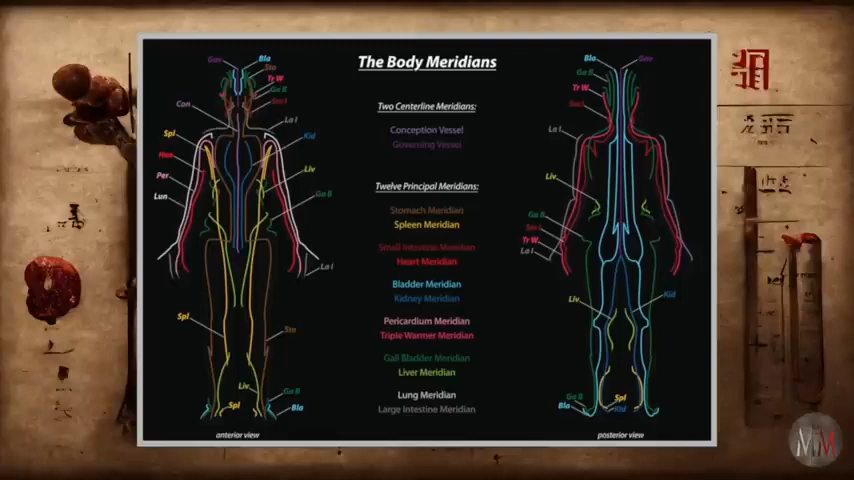 The Body Meridians
Two Centerline Meridians:
Conception Vessel
Governing Vessel
Twelve Principal Meridians:
Stomach Meridian
Spleen Meridian
Small Intestine Meridian
Heart Meridian
Bladder Meridian
Kidney Meridian
Pericardium Meridian
Triple Warmer Meridian
Gall Bladder Meridian
Liver Meridian
Lung Meridian
Large Intestine Meridian
Gov
Bla
Sto
Tr W
Ga B
Sm I
Con
La I
Spl
Kid
Hea
Liv
Per
Ga B
Lun
La I
Spl
Sto
Liv
Ga B
Spl
Bla
anterior view
Bla
Gov
Ga B
Tr W
Sm I
La I
Liv
Ga B
Sm I
Tr W
La I
Liv
Kid
Ga B
Spl
Bla
Kid
posterior view
MM